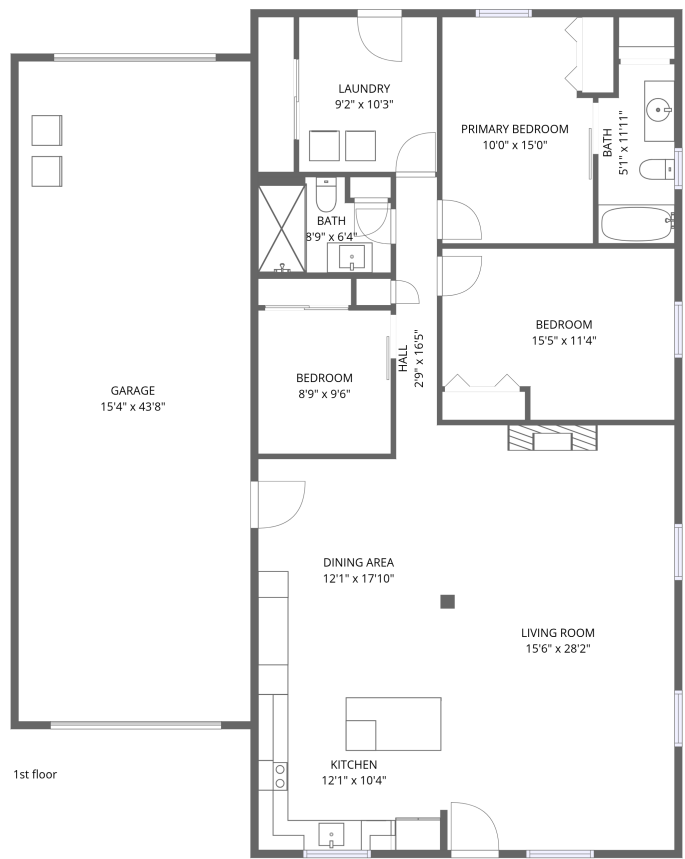 LAUNDRY
9'2" x 10'3"
PRIMARY BEDROOM
10'0" x 15'0"
BATH
5'1" x 11'11"
BATH
8'9" x 6'4"
BEDROOM
15'5" x 11'4"
HALL
2'9" x 16'5"
BEDROOM
8'9" x 9'6"
GARAGE
15'4" x 43'8"
DINING AREA
12'1" x 17'10"
LIVING ROOM
15'6" x 28'2"
KITCHEN
12'1" x 10'4"
1st floor